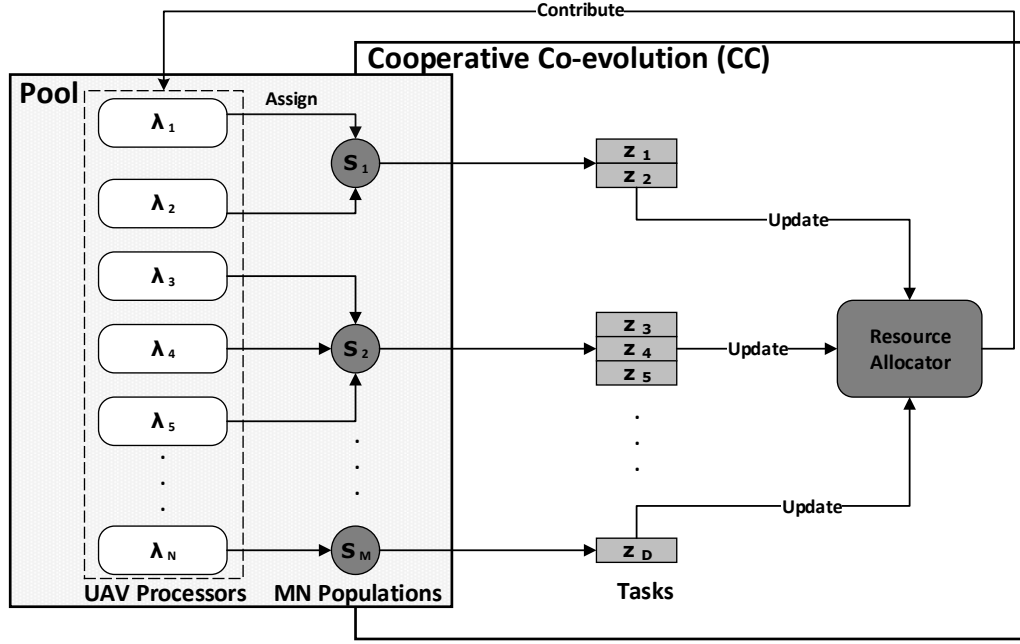 Contribute
Cooperative Co-evolution (CC)
Pool
Assign
λ 1
λ 2
λ 3
λ 4
λ 5
λ N
S 1
S 2
S M
z 1
z 2
z 3
z 4
z 5
z D
Update
Update
Update
Resource
Allocator
UAV Processors
MN Populations
Tasks